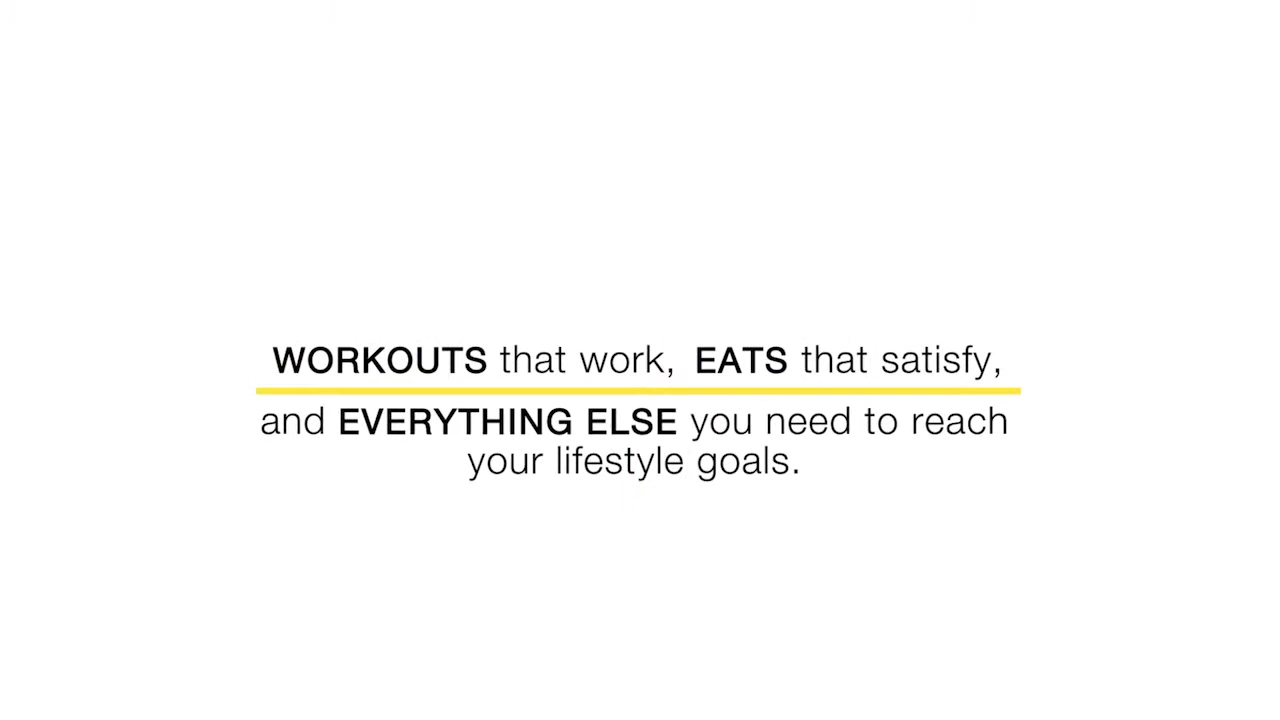 WORKOUTS that work, EATS that satisfy,
and EVERYTHING ELSE you need to reach
your lifestyle goals.